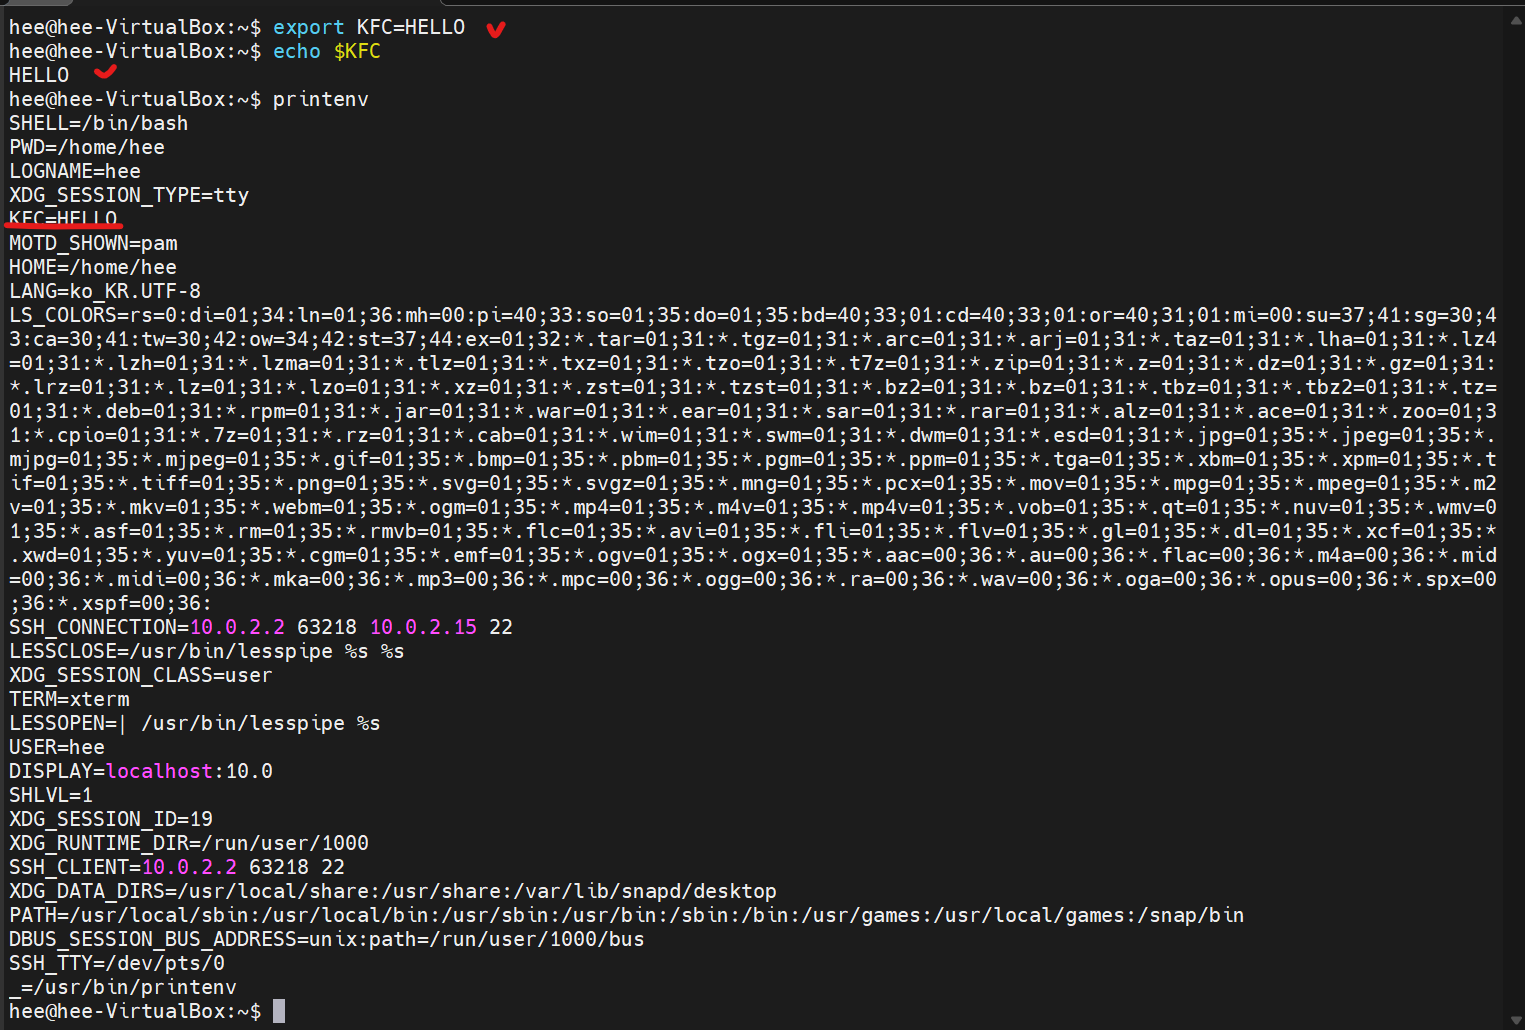 hee@hee-VirtualBox:~$ export KFC=HELLO
hee@hee-VirtualBox:~$ echo $KFC
HELLO
hee@hee-VirtualBox:~$ printenv
SHELL=/bin/bash
PWD=/home/hee
LOGNAME=hee
XDG_SESSION_TYPE=tty
KFC=HELLO
MOTD_SHOWN=pam
HOME=/home/hee
LANG=ko_KR.UTF-8
LS_COLORS=rs=0:di=01;34:ln=01;36:mh=00:pi=40;33:so=01;35:do=01;35:bd=40;33;01:cd=40;33;01:or=40;31;01:mi=00:su=37;41:sg=30;4
3:ca=30;41:tw=30;42:ow=34;42:st=37;44:ex=01;32:*.tar=01;31:*.tgz=01;31:*.arc=01;31:*.arj=01;31:*.taz=01;31:*.lha=01;31:*.lz4
=01;31:*.lzh=01;31:*.lzma=01;31:*.tlz=01;31:*.txz=01;31:*.tzo=01;31:*.t7z=01;31:*.zip=01;31:*.z=01;31:*.dz=01;31:*.gz=01;31:
*.lrz=01;31:*.lz=01;31:*.lzo=01;31:*.xz=01;31:*.zst=01;31:*.tzst=01;31:*.bz2=01;31:*.bz=01;31:*.tbz=01;31:*.tbz2=01;31:*.tz=
01;31:*.deb=01;31:*.rpm=01;31:*.jar=01;31:*.war=01;31:*.ear=01;31:*.sar=01;31:*.rar=01;31:*.alz=01;31:*.ace=01;31:*.zoo=01;3
1:*.cpio=01;31:*.7z=01;31:*.rz=01;31:*.cab=01;31:*.wim=01;31:*.swm=01;31:*.dwm=01;31:*.esd=01;31:*.jpg=01;35:*.jpeg=01;35:*.
mjpg=01;35:*.mjpeg=01;35:*.gif=01;35:*.bmp=01;35:*.pbm=01;35:*.pgm=01;35:*.ppm=01;35:*.tga=01;35:*.xbm=01;35:*.xpm=01;35:*.t
if=01;35:*.tiff=01;35:*.png=01;35:*.svg=01;35:*.svgz=01;35:*.mng=01;35:*.pcx=01;35:*.mov=01;35:*.mpg=01;35:*.mpeg=01;35:*.m2
v=01;35:*.mkv=01;35:*.webm=01;35:*.ogm=01;35:*.mp4=01;35:*.m4v=01;35:*.mp4v=01;35:*.vob=01;35:*.qt=01;35:*.nuv=01;35:*.wmv=0
1;35:*.asf=01;35:*.rm=01;35:*.rmvb=01;35:*.flc=01;35:*.avi=01;35:*.fli=01;35:*.flv=01;35:*.gl=01;35:*.dl=01;35:*.xcf=01;35:*
.xwd=01;35:*.yuv=01;35:*.cgm=01;35:*.emf=01;35:*.ogv=01;35:*.ogx=01;35:*.aac=00;36:*.au=00;36:*.flac=00;36:*.m4a=00;36:*.mid
=00;36:*.midi=00;36:*.mka=00;36:*.mp3=00;36:*.mpc=00;36:*.ogg=00;36:*.ra=00;36:*.wav=00;36:*.oga=00;36:*.opus=00;36:*.spx=00
;36:*.xspf=00;36:
SSH_CONNECTION=10.0.2.2 63218 10.0.2.15 22
LESSCLOSE=/usr/bin/lesspipe %s %s
XDG_SESSION_CLASS=user
TERM=xterm
LESSOPEN=| /usr/bin/lesspipe %s
USER=hee
DISPLAY=localhost:10.0
SHLVL=1
XDG_SESSION_ID=19
XDG_RUNTIME_DIR=/run/user/1000
SSH_CLIENT=10.0.2.2 63218 22
XDG_DATA_DIRS=/usr/local/share:/usr/share:/var/lib/snapd/desktop
PATH=/usr/local/sbin:/usr/local/bin:/usr/sbin:/usr/bin:/sbin:/bin:/usr/games:/usr/local/games:/snap/bin
DBUS_SESSION_BUS_ADDRESS=unix:path=/run/user/1000/bus
SSH_TTY=/dev/pts/0
_=/usr/bin/printenv
hee@hee-VirtualBox:~$